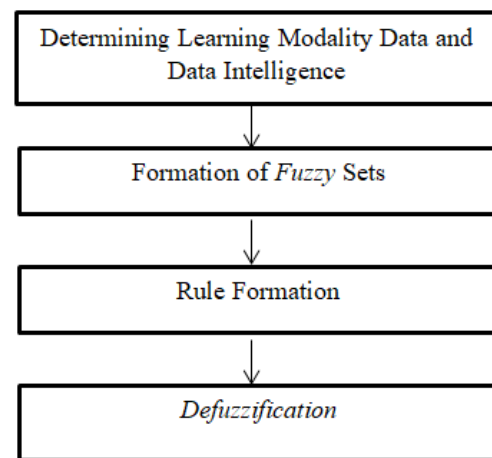 Determining Learning Modality Data and
Data Intelligence
Formation of Fuzzy Sets
Rule Formation
Defuzzification